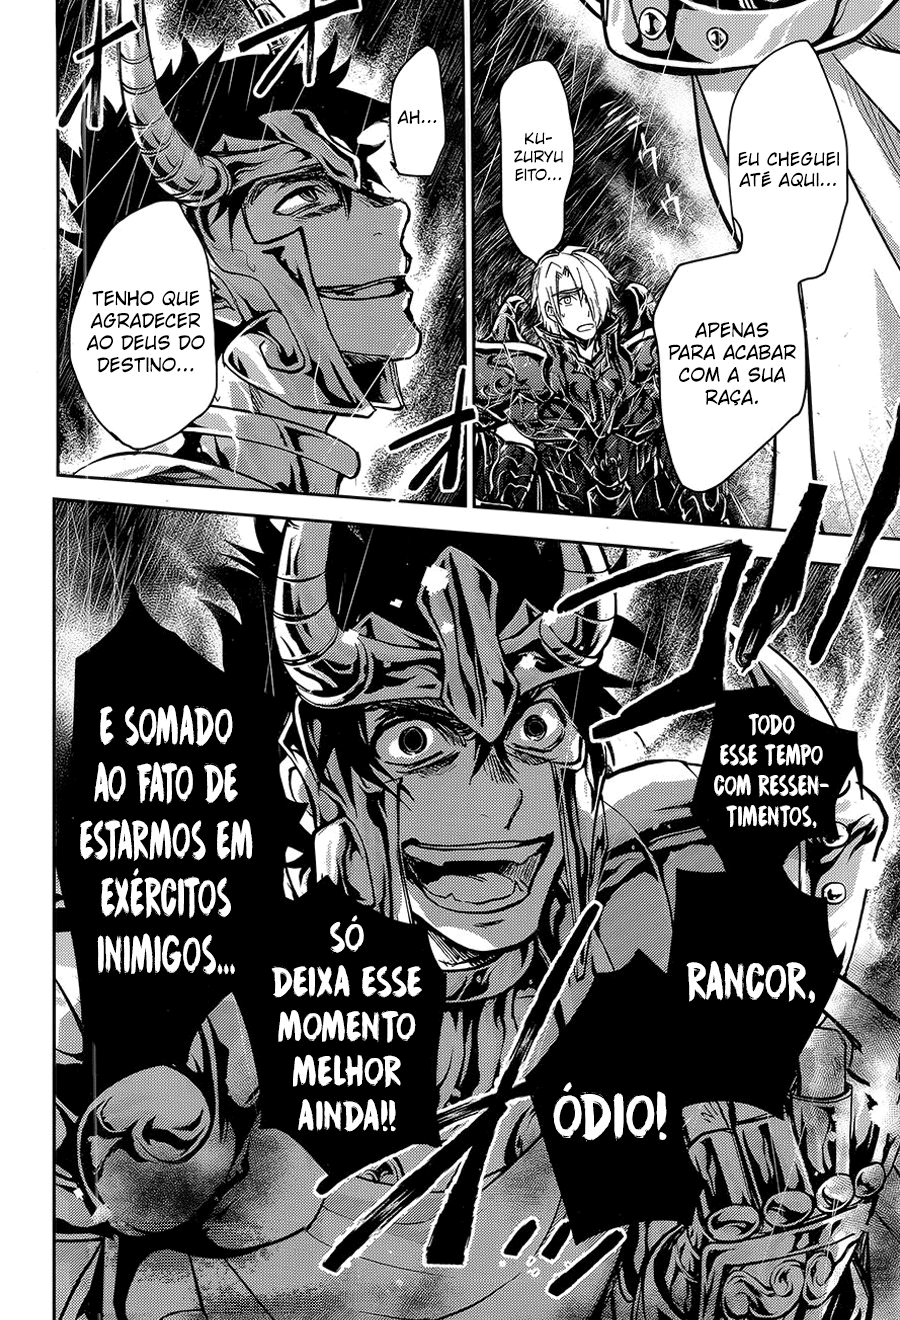 EU CHEGUEI
ATÉ AQUI...
APENAS
PARA ACABAR
COM A SUA
RAÇA.
KU-
ZURYU
EITO...
AH...
TENHO QUE
AGRADECER
AO DEUS DO
DESTINO...
TODO
ESSE TEMPO
COM RESSEN-
TIMENTOS,
RANCOR,
ÓDIO!
E SOMADO
AO FATO DE
ESTARMOS EM
EXÉRCITOS
INIMIGOS...
SÓ
DEIXA ESSE
MOMENTO
MELHOR
AINDA!!